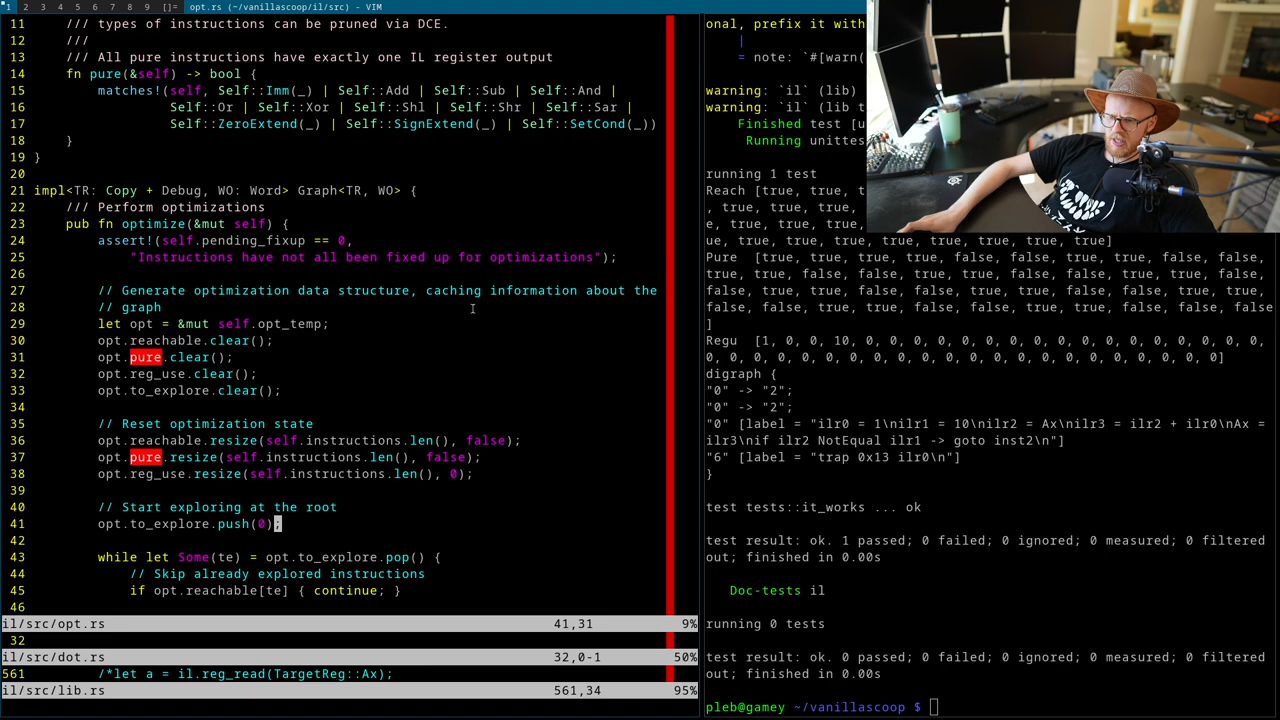 1 2 3 4 5 6 7 8 9 []= opt.rs (~/vanillascoop/il/src) - VIM
11 /// types of instructions can be pruned via DCE.
12 ///
13 /// All pure instructions have exactly one IL register output
14 fn pure(&self) -> bool {
15 matches!(self, Self::Imm(_) | Self::Add | Self::Sub | Self::And |
16 Self::Or | Self::Xor | Self::Shl | Self::Shr | Self::Sar |
17 Self::ZeroExtend(_) | Self::SignExtend(_) | Self::SetCond(_))
18 }
19 }
20
21 impl<TR: Copy + Debug, WO: Word> Graph<TR, WO> {
22 /// Perform optimizations
23 pub fn optimize(&mut self) {
24 assert!(self.pending_fixup == 0,
25 "Instructions have not all been fixed up for optimizations");
26
27 // Generate optimization data structure, caching information about the
28 // graph
29 let opt = &mut self.opt_temp;
30 opt.reachable.clear();
31 opt.pure.clear();
32 opt.reg_use.clear();
33 opt.to_explore.clear();
34
35 // Reset optimization state
36 opt.reachable.resize(self.instructions.len(), false);
37 opt.pure.resize(self.instructions.len(), false);
38 opt.reg_use.resize(self.instructions.len(), 0);
39
40 // Start exploring at the root
41 opt.to_explore.push(0);
42
43 while let Some(te) = opt.to_explore.pop() {
44 // Skip already explored instructions
45 if opt.reachable[te] { continue; }
46
il/src/opt.rs 41,31 9%
32
il/src/dot.rs 32,0-1 50%
561 /*let a = il.reg_read(TargetReg::Ax);
il/src/lib.rs 561,34 95%
onal, prefix it with
|
= note: `#[warn(
warning: `il` (lib)
warning: `il` (lib t
Finished test [u
Running unittes
running 1 test
Reach [true, true, t
, true, true, true,
e, true, true, true,
ue, true, true, true, true, true, true]
Pure [true, true, true, true, false, false, true, false, false,
true, true, false, false, true, false, false, true, false, false,
false, true, false, false, true, false, false, true, false, true,
false, false, false, true, true, false, false, true, false, false
]
Regu [1, 0, 0, 10, 0, 0, 0, 0, 0, 0, 0, 0, 0, 0, 0, 0, 0, 0, 0,
0, 0, 0, 0, 0, 0, 0, 0, 0, 0, 0, 0, 0, 0, 0, 0, 0, 0, 0, 0]
digraph {
"0" -> "2";
"0" -> "2";
"0" [label = "ilr0 = 1\nilr1 = 10\nilr2 = Ax\nilr3 = ilr2 + ilr0\nAx =
ilr3\nif ilr2 NotEqual ilr1 -> goto inst2\n"]
"6" [label = "trap 0x13 ilr0\n"]
}
test tests::it_works ... ok
test result: ok. 1 passed; 0 failed; 0 ignored; 0 measured; 0 filtered
out; finished in 0.00s
Doc-tests il
running 0 tests
test result: ok. 0 passed; 0 failed; 0 ignored; 0 measured; 0 filtered
out; finished in 0.00s
pleb@gamey ~/vanillascoop $